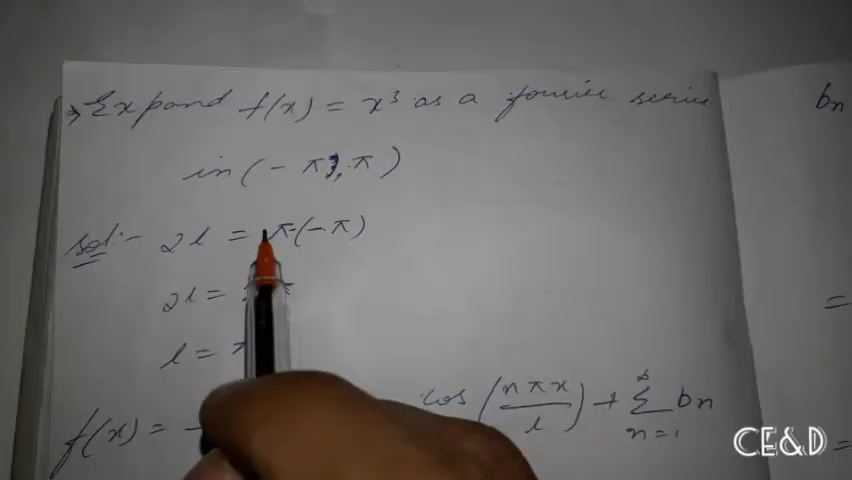 → Expand f(x) = x³ as a fourier series
in (-π, π)
sol:- 2l = π-(-π)
2l =
l = π
f(x) = cos (nπx/l) + ∞ Σ n=1 bn
bn
=
=
CE&D